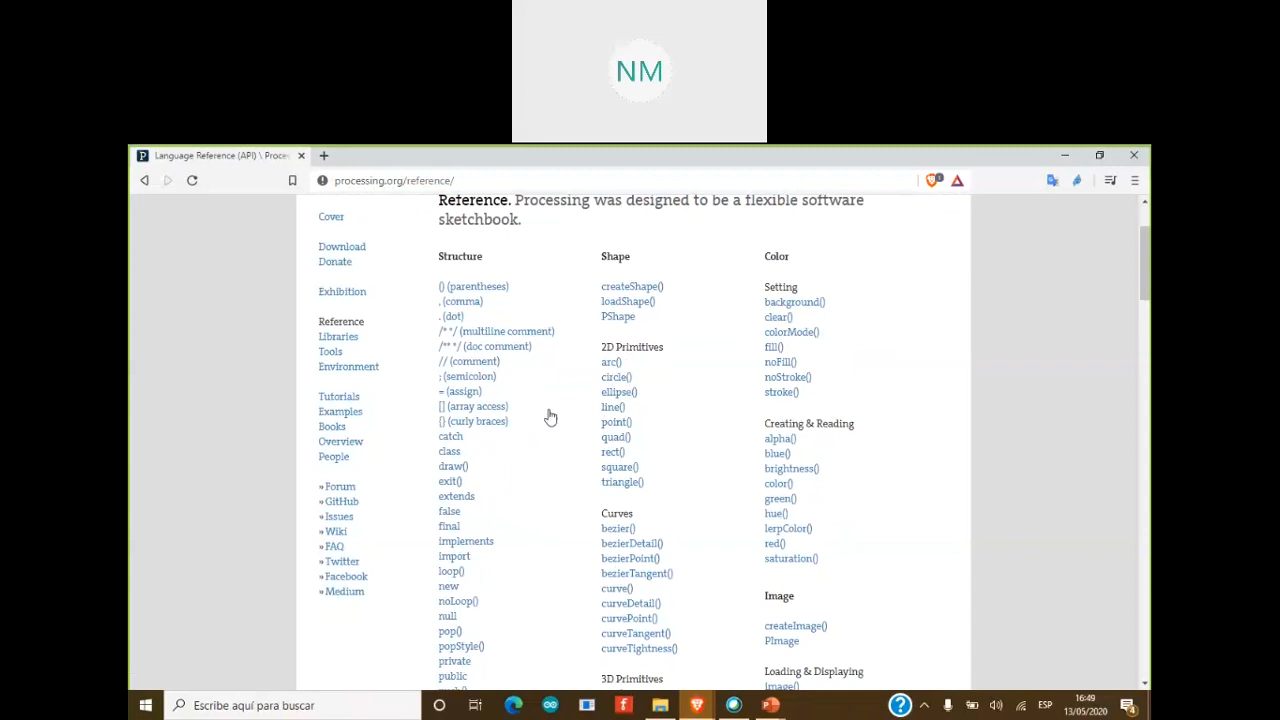 NM
Language Reference (API) \ Proce
processing.org/reference/
1
Reference. Processing was designed to be a flexible software
sketchbook.
Cover
Download
Donate
Exhibition
Reference
Libraries
Tools
Environment
Tutorials
Examples
Books
Overview
People
» Forum
» GitHub
» Issues
» Wiki
» FAQ
» Twitter
» Facebook
» Medium
Structure
() (parentheses)
, (comma)
. (dot)
/* */ (multiline comment)
/** */ (doc comment)
// (comment)
; (semicolon)
= (assign)
[] (array access)
{} (curly braces)
catch
class
draw()
exit()
extends
false
final
implements
import
loop()
new
noLoop()
null
pop()
popStyle()
private
public
Shape
createShape()
loadShape()
PShape
2D Primitives
arc()
circle()
ellipse()
line()
point()
quad()
rect()
square()
triangle()
Curves
bezier()
bezierDetail()
bezierPoint()
bezierTangent()
curve()
curveDetail()
curvePoint()
curveTangent()
curveTightness()
3D Primitives
Color
Setting
background()
clear()
colorMode()
fill()
noFill()
noStroke()
stroke()
Creating & Reading
alpha()
blue()
brightness()
color()
green()
hue()
lerpColor()
red()
saturation()
Image
createImage()
PImage
Loading & Displaying
image()
Escribe aquí para buscar
ESP
16:49
13/05/2020
4